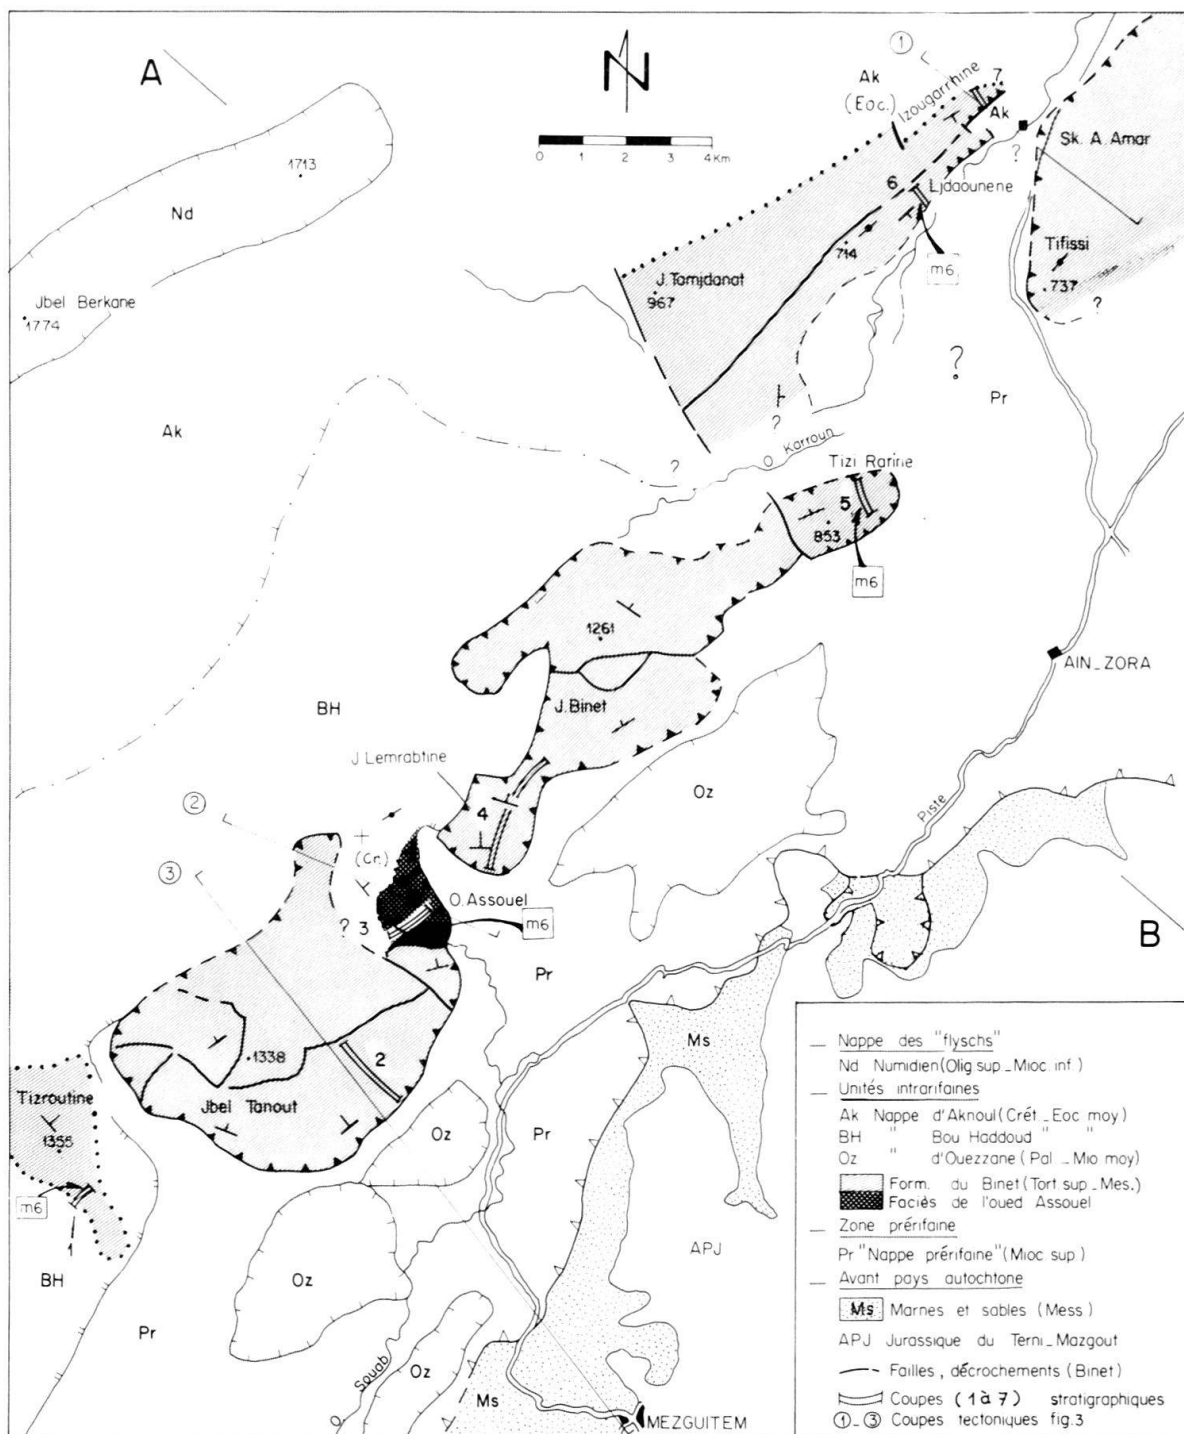 A
N
0 1 2 3 4 Km
1
7
Ak
(Eoc.)
Izougarrhine
Ak
Sk. A. Amar
?
1713
Nd
6
Ljdaounene
714
m6
Tifissi
737
?
J. Tamjdanat
967
Jbel Berkane
1774
?
Pr
Ak
?
O Karroun
?
Tizi Rarine
5
853
m6
1261
AIN_ZORA
BH
J. Binet
J. Lemrabtine
Oz
4
Piste
2
(Cr.)
3
O. Assouel
?
3
m6
B
Pr
Ms
1338
2
Tizroutine
1355
Jbel Tanout
Oz
Pr
m6
1
APJ
BH
Oz
Pr
O. Souab
Oz
Ms
MEZGUITEM
_ Nappe des "flyschs"
Nd Numidien (Olig.sup_Mioc.inf.)
_ Unités intrarifaines
Ak Nappe d'Aknoul (Crét_Eoc moy)
BH " Bou Haddoud " "
Oz " d'Ouezzane (Pal_Mio moy)
Form. du Binet (Tort sup_Mes.)
Faciès de l'oued Assouel
_ Zone prérifaine
Pr "Nappe prérifaine" (Mioc.sup.)
_ Avant pays autochtone
Ms Marnes et sables (Mess.)
APJ Jurassique du Terni_Mazgout
Failles, décrochements (Binet)
Coupes (1 à 7) stratigraphiques
1_3 Coupes tectoniques fig.3